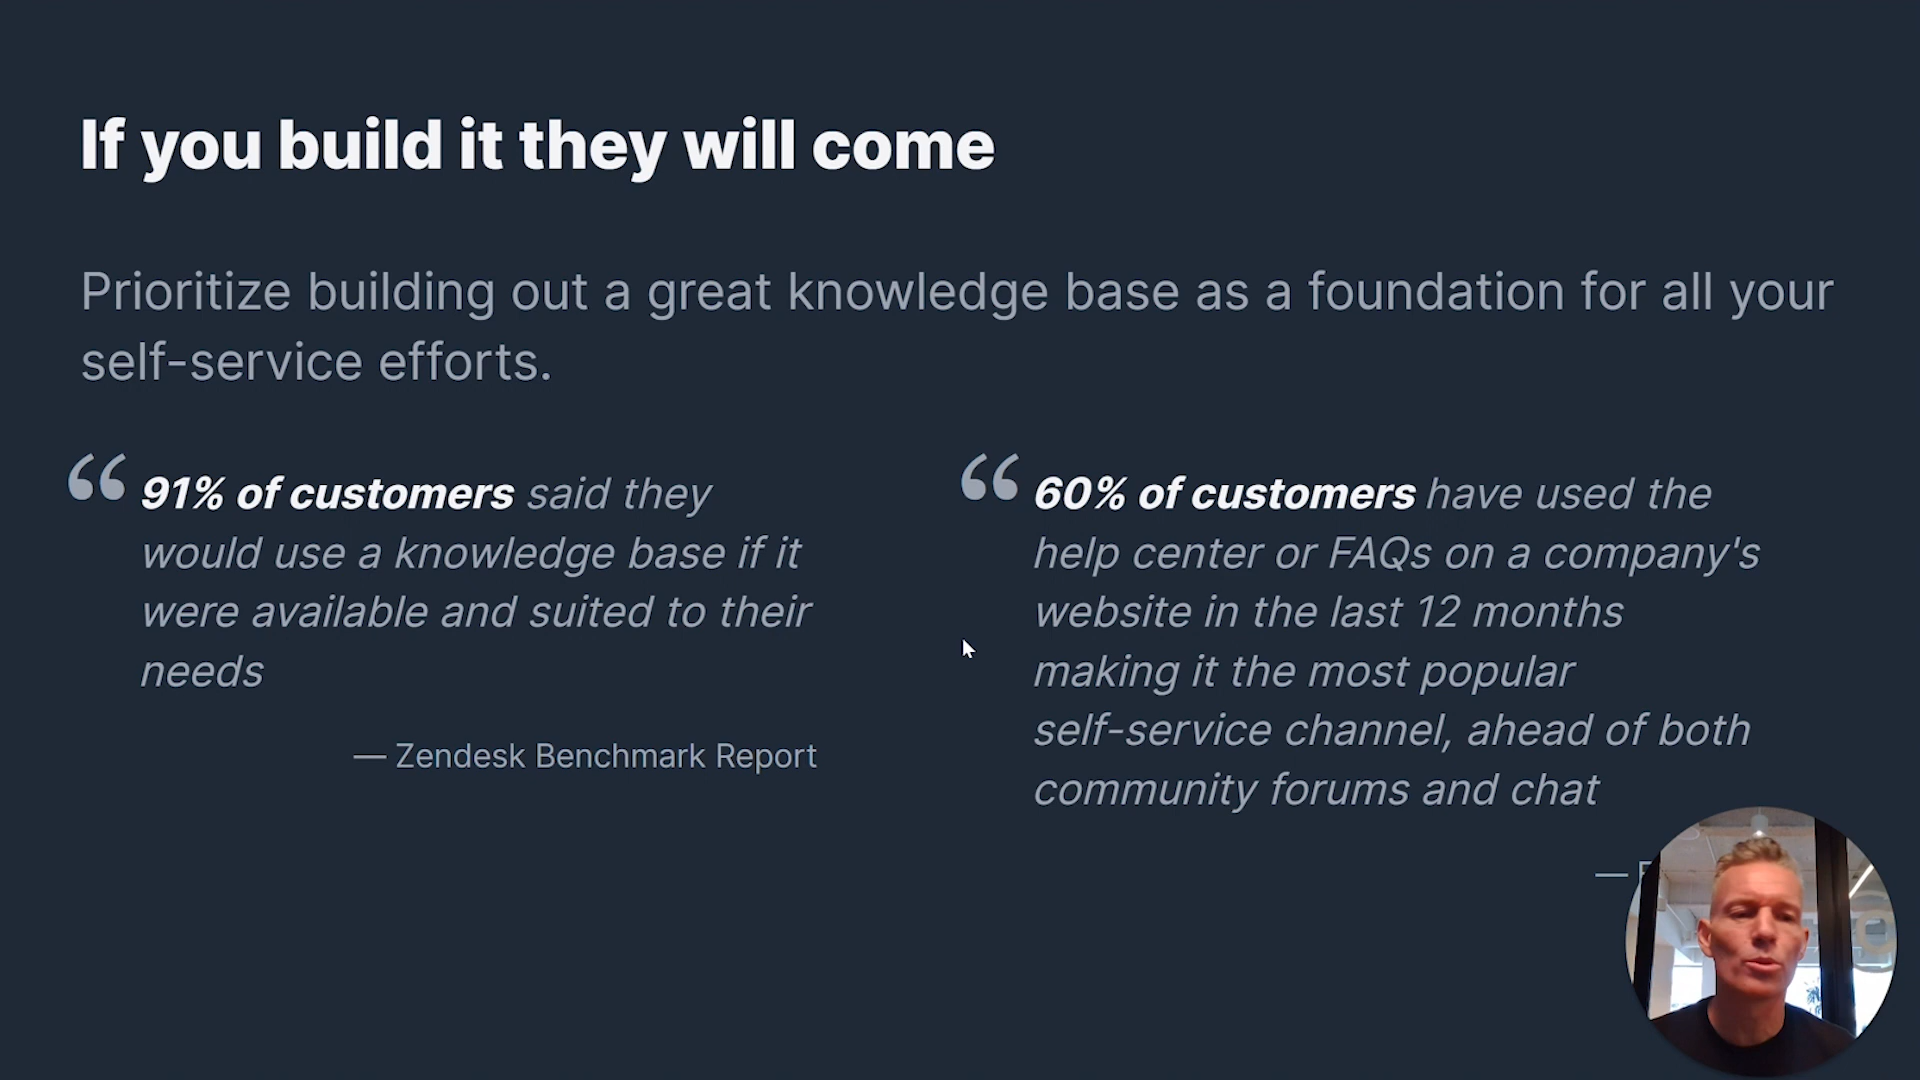 If you build it they will come
Prioritize building out a great knowledge base as a foundation for all your
self-service efforts.
“ 91% of customers said they
would use a knowledge base if it
were available and suited to their
needs
— Zendesk Benchmark Report
“ 60% of customers have used the
help center or FAQs on a company's
website in the last 12 months
making it the most popular
self-service channel, ahead of both
community forums and chat
—